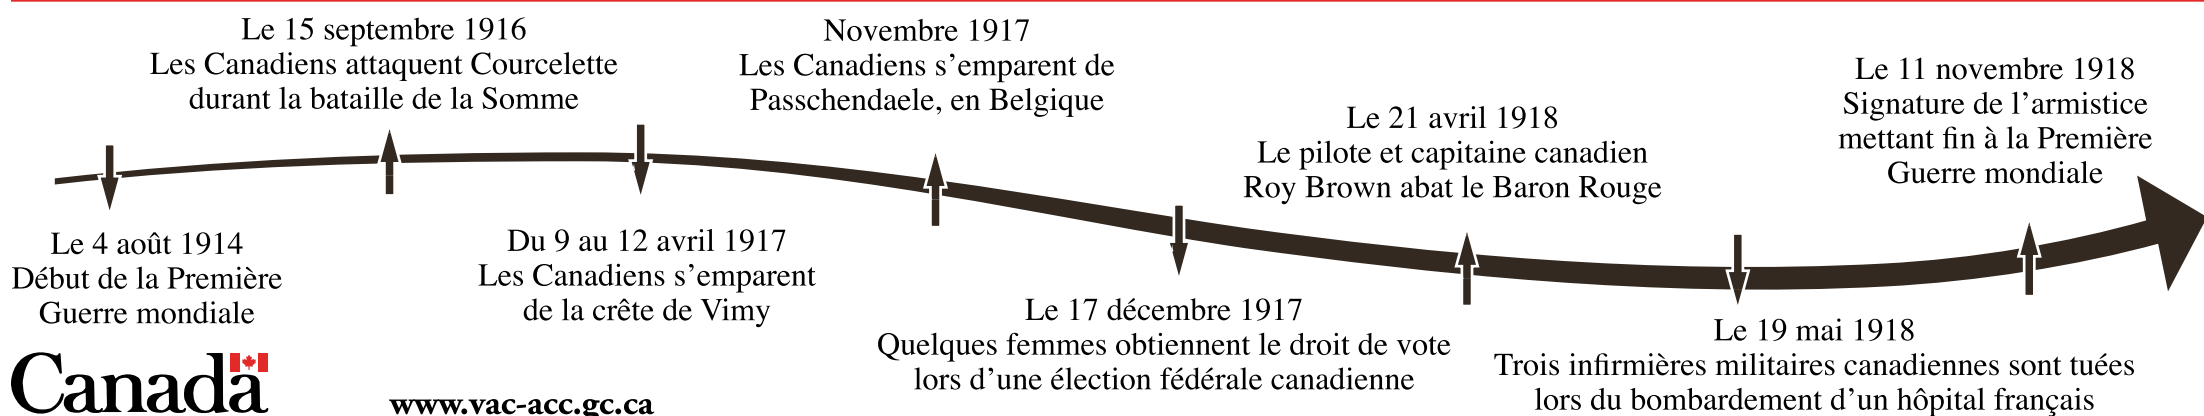 Le 15 septembre 1916
Les Canadiens attaquent Courcelette
durant la bataille de la Somme
Novembre 1917
Les Canadiens s’emparent de
Passchendaele, en Belgique
Le 21 avril 1918
Le pilote et capitaine canadien
Roy Brown abat le Baron Rouge
Le 11 novembre 1918
Signature de l’armistice
mettant fin à la Première
Guerre mondiale
Le 4 août 1914
Début de la Première
Guerre mondiale
Du 9 au 12 avril 1917
Les Canadiens s’emparent
de la crête de Vimy
Le 17 décembre 1917
Quelques femmes obtiennent le droit de vote
lors d’une élection fédérale canadienne
Le 19 mai 1918
Trois infirmières militaires canadiennes sont tuées
lors du bombardement d’un hôpital français
Canada
www.vac-acc.gc.ca